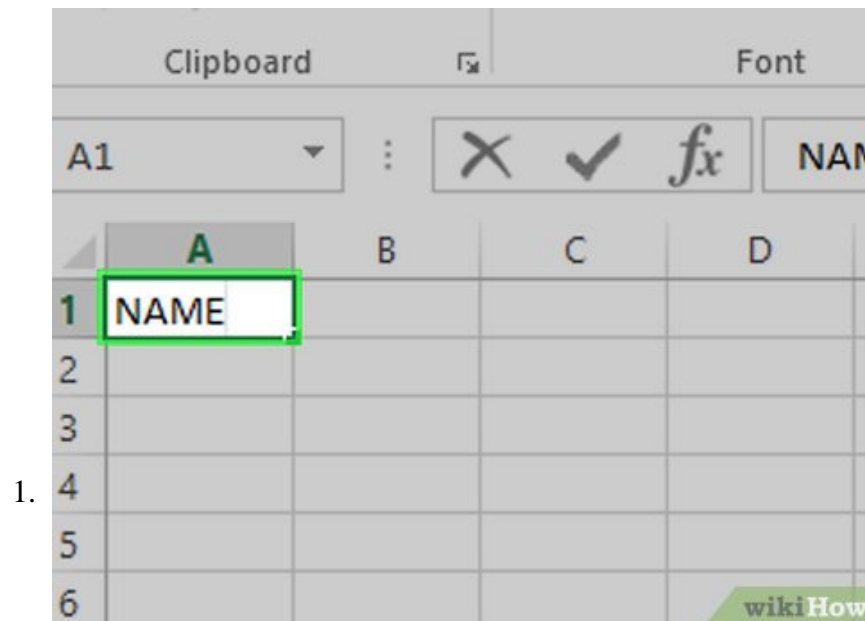 Clipboard Font
A1 fx NAM
A B C D
1 NAME
2
3
1. 4
5
6 wikiHow